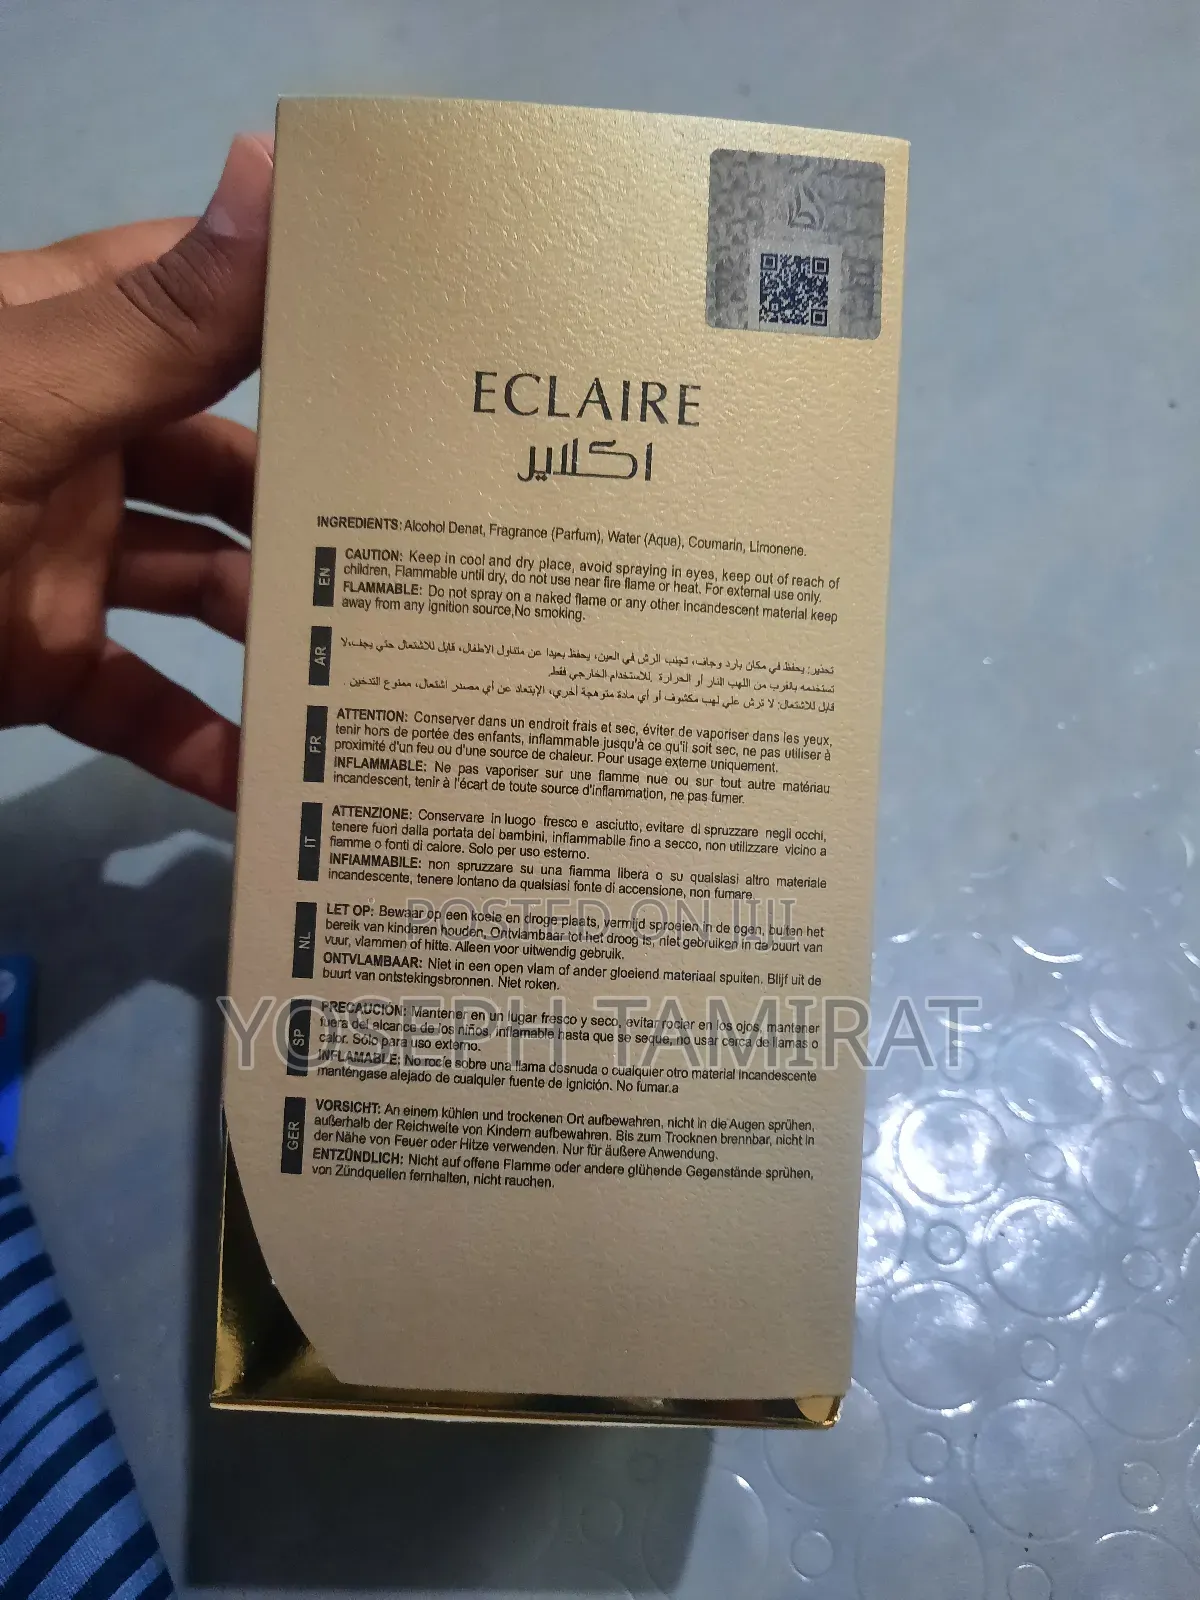 ECLAIRE
اكلاير
INGREDIENTS: Alcohol Denat, Fragrance (Parfum), Water (Aqua), Coumarin, Limonene.
EN
CAUTION: Keep in cool and dry place, avoid spraying in eyes, keep out of reach of
children, Flammable until dry, do not use near fire flame or heat. For external use only.
FLAMMABLE: Do not spray on a naked flame or any other incandescent material keep
away from any ignition source,No smoking.
AR
تحذير: يحفظ في مكان بارد وجاف، تجنب الرش في العين، يحفظ بعيدا عن متناول الاطفال، قابل للاشتعال حتي يجف،لا
تستخدمه بالقرب من اللهب النار أو الحرارة .للاستخدام الخارجي فقط.
قابل للاشتعال: لا ترش علي لهب مكشوف أو أي مادة متوهجة أخري، الإبتعاد عن أي مصدر اشتعال، ممنوع التدخين .
FR
ATTENTION: Conserver dans un endroit frais et sec, éviter de vaporiser dans les yeux,
tenir hors de portée des enfants, inflammable jusqu'à ce qu'il soit sec, ne pas utiliser à
proximité d'un feu ou d'une source de chaleur. Pour usage externe uniquement.
INFLAMMABLE: Ne pas vaporiser sur une flamme nue ou sur tout autre matériau
incandescent, tenir à l'écart de toute source d'inflammation, ne pas fumer.
IT
ATTENZIONE: Conservare in luogo fresco e asciutto, evitare di spruzzare negli occhi,
tenere fuori dalla portata dei bambini, infiammabile fino a secco, non utilizzare vicino a
fiamme o fonti di calore. Solo per uso esterno.
INFIAMMABILE: non spruzzare su una fiamma libera o su qualsiasi altro materiale
incandescente, tenere lontano da qualsiasi fonte di accensione, non fumare.
POSTED ON JIJI
NL
LET OP: Bewaar op een koele en droge plaats, vermijd sproeien in de ogen, buiten het
bereik van kinderen houden, Ontvlambaar tot het droog is, niet gebruiken in de buurt van
vuur, vlammen of hitte. Alleen voor uitwendig gebruik.
ONTVLAMBAAR: Niet in een open vlam of ander gloeiend materiaal spuiten. Blijf uit de
buurt van ontstekingsbronnen. Niet roken.
YOSEPH TAMIRAT
SP
PRECAUCIÓN: Mantener en un lugar fresco y seco, evitar rociar en los ojos, mantener
fuera del alcance de los niños, inflamable hasta que se seque, no usar cerca de llamas o
calor. Sólo para uso externo.
INFLAMABLE: No rocíe sobre una llama desnuda o cualquier otro material incandescente
manténgase alejado de cualquier fuente de ignición. No fumar.a
GER
VORSICHT: An einem kühlen und trockenen Ort aufbewahren, nicht in die Augen sprühen,
außerhalb der Reichweite von Kindern aufbewahren. Bis zum Trocknen brennbar, nicht in
der Nähe von Feuer oder Hitze verwenden. Nur für äußere Anwendung.
ENTZÜNDLICH: Nicht auf offene Flamme oder andere glühende Gegenstände sprühen,
von Zündquellen fernhalten, nicht rauchen.